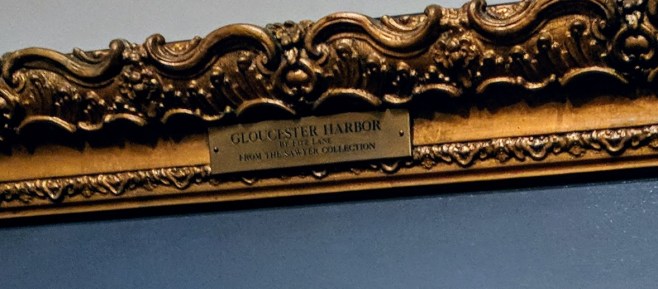 GLOUCESTER HARBOR
BY FITZ LANE
FROM THE SAWYER COLLECTION